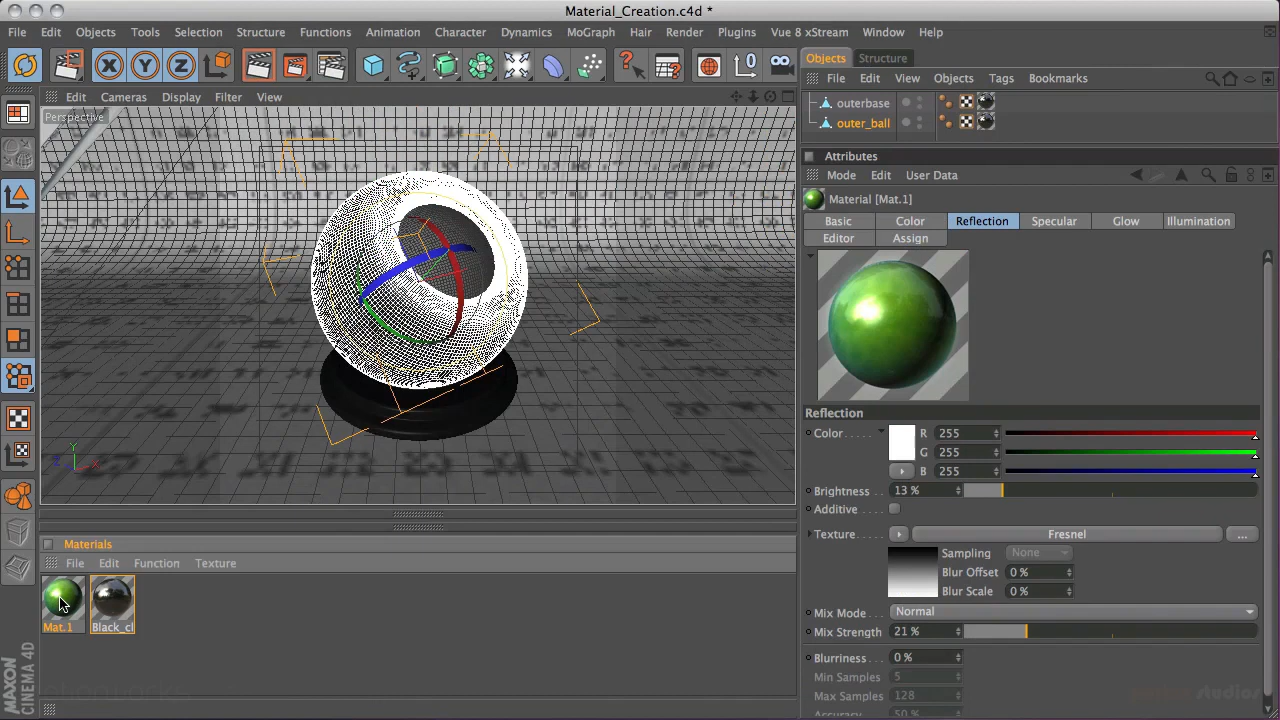 Material_Creation.c4d *
File Edit Objects Tools Selection Structure Functions Animation Character Dynamics MoGraph Hair Render Plugins Vue 8 xStream Window Help
Objects Structure
File Edit View Objects Tags Bookmarks
Edit Cameras Display Filter View
Perspective
outerbase
outer_ball
Attributes
Mode Edit User Data
Material [Mat.1]
Basic Color Reflection Specular Glow Illumination
Editor Assign
Reflection
Color R 255
G 255
B 255
Brightness 13 %
Additive
Texture Fresnel ...
Sampling None
Blur Offset 0 %
Blur Scale 0 %
Mix Mode Normal
Mix Strength 21 %
Blurriness 0 %
Min Samples 5
Max Samples 128
Accuracy 50 %
Materials
File Edit Function Texture
Mat.1 Black_cl
MAXON
CINEMA 4D
X Y Z
Y
Z X
studios